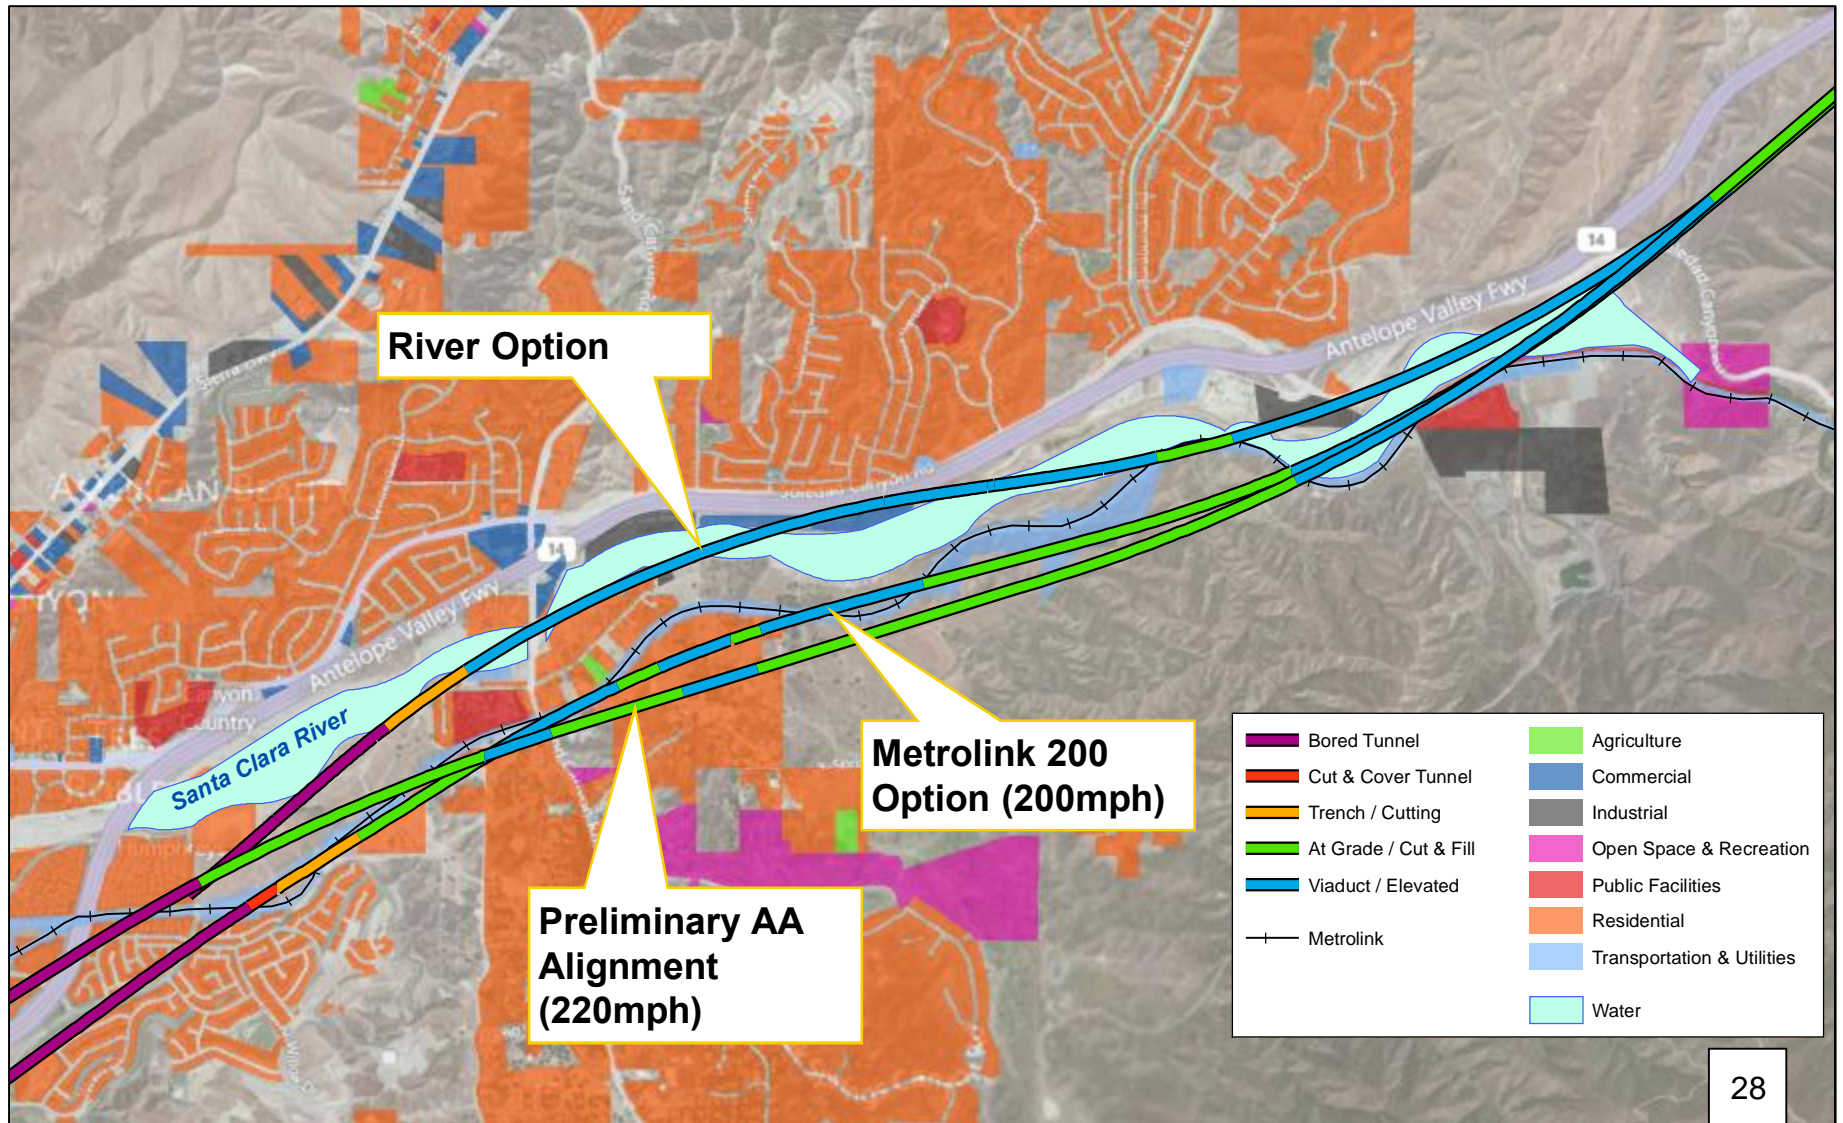 14
Antelope Valley Fwy
River Option
14
Antelope Valley Fwy
Canyon
Country
Santa Clara River
Metrolink 200
Option (200mph)
Preliminary AA
Alignment
(220mph)
Bored Tunnel
Cut & Cover Tunnel
Trench / Cutting
At Grade / Cut & Fill
Viaduct / Elevated
Metrolink
Agriculture
Commercial
Industrial
Open Space & Recreation
Public Facilities
Residential
Transportation & Utilities
Water
28